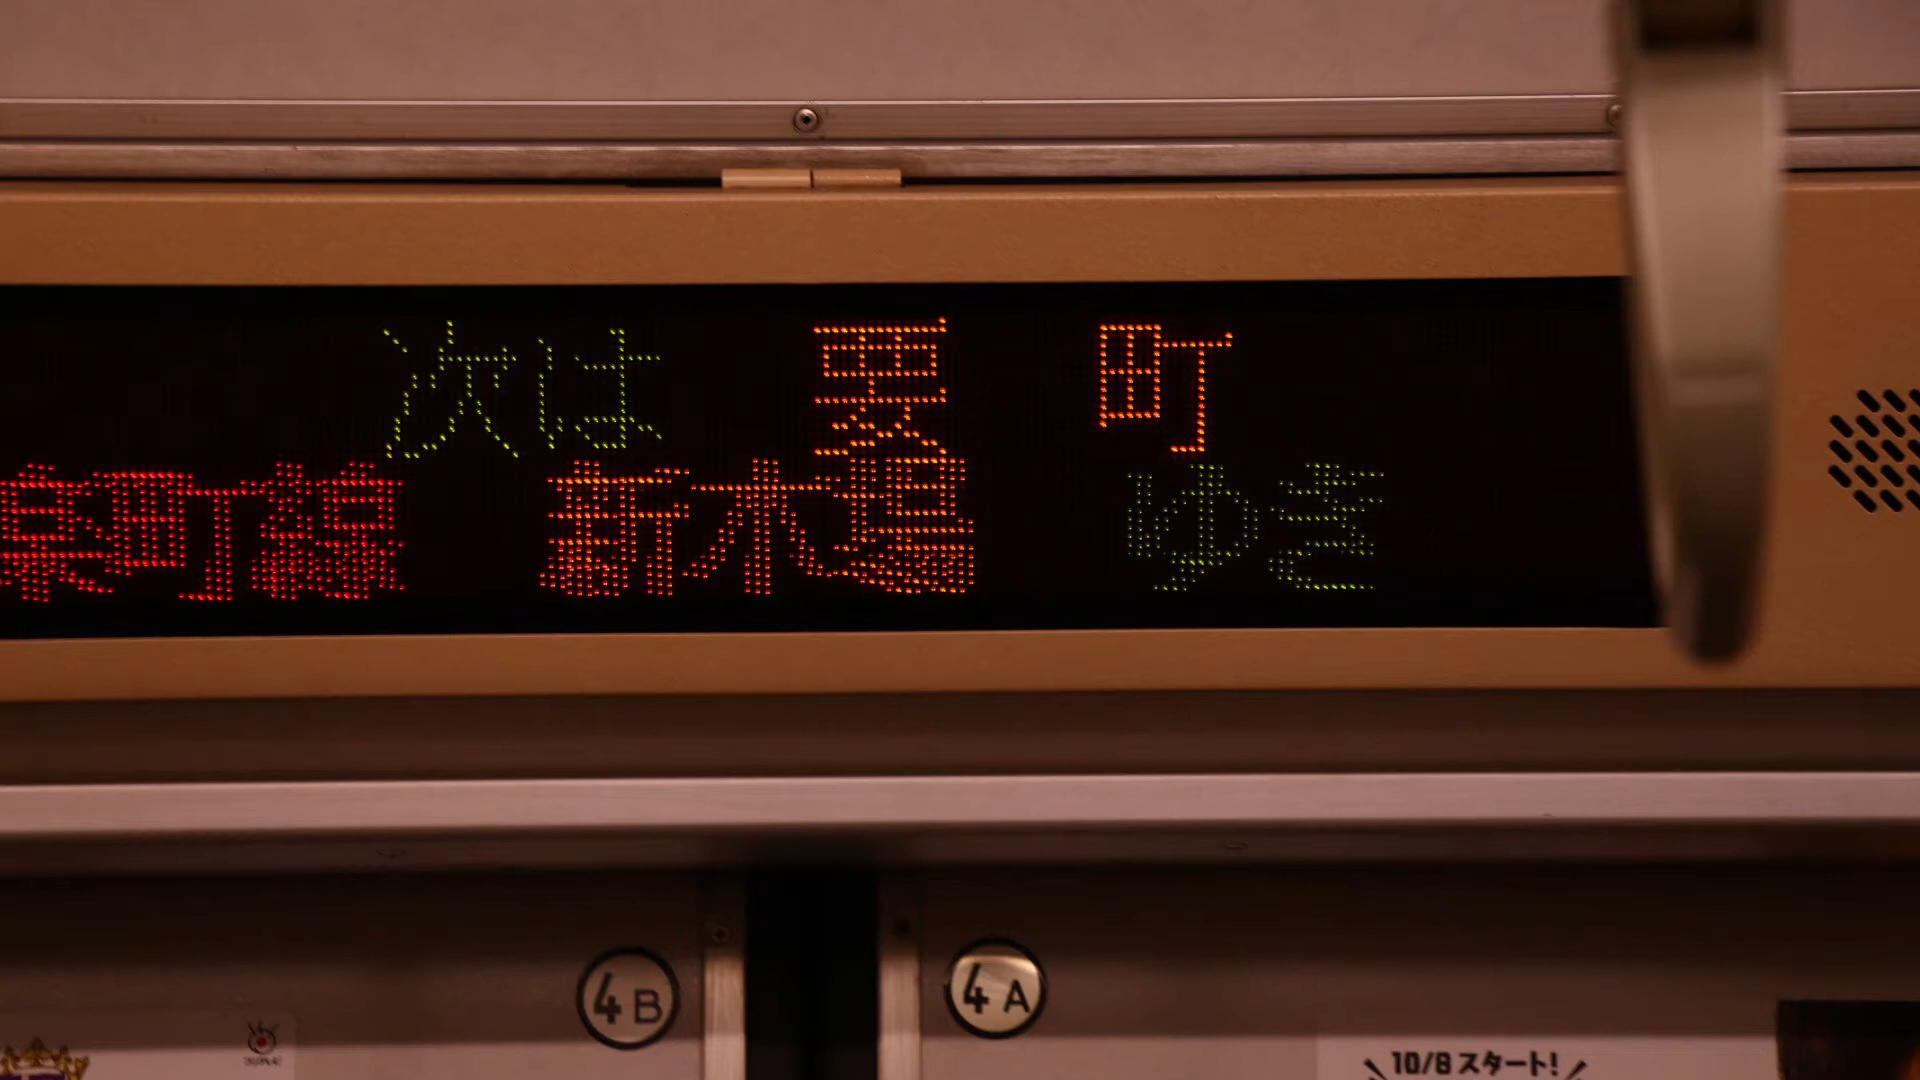 次は 要 町
楽町線 新木場 ゆき
4B
4A
10/8スタート!